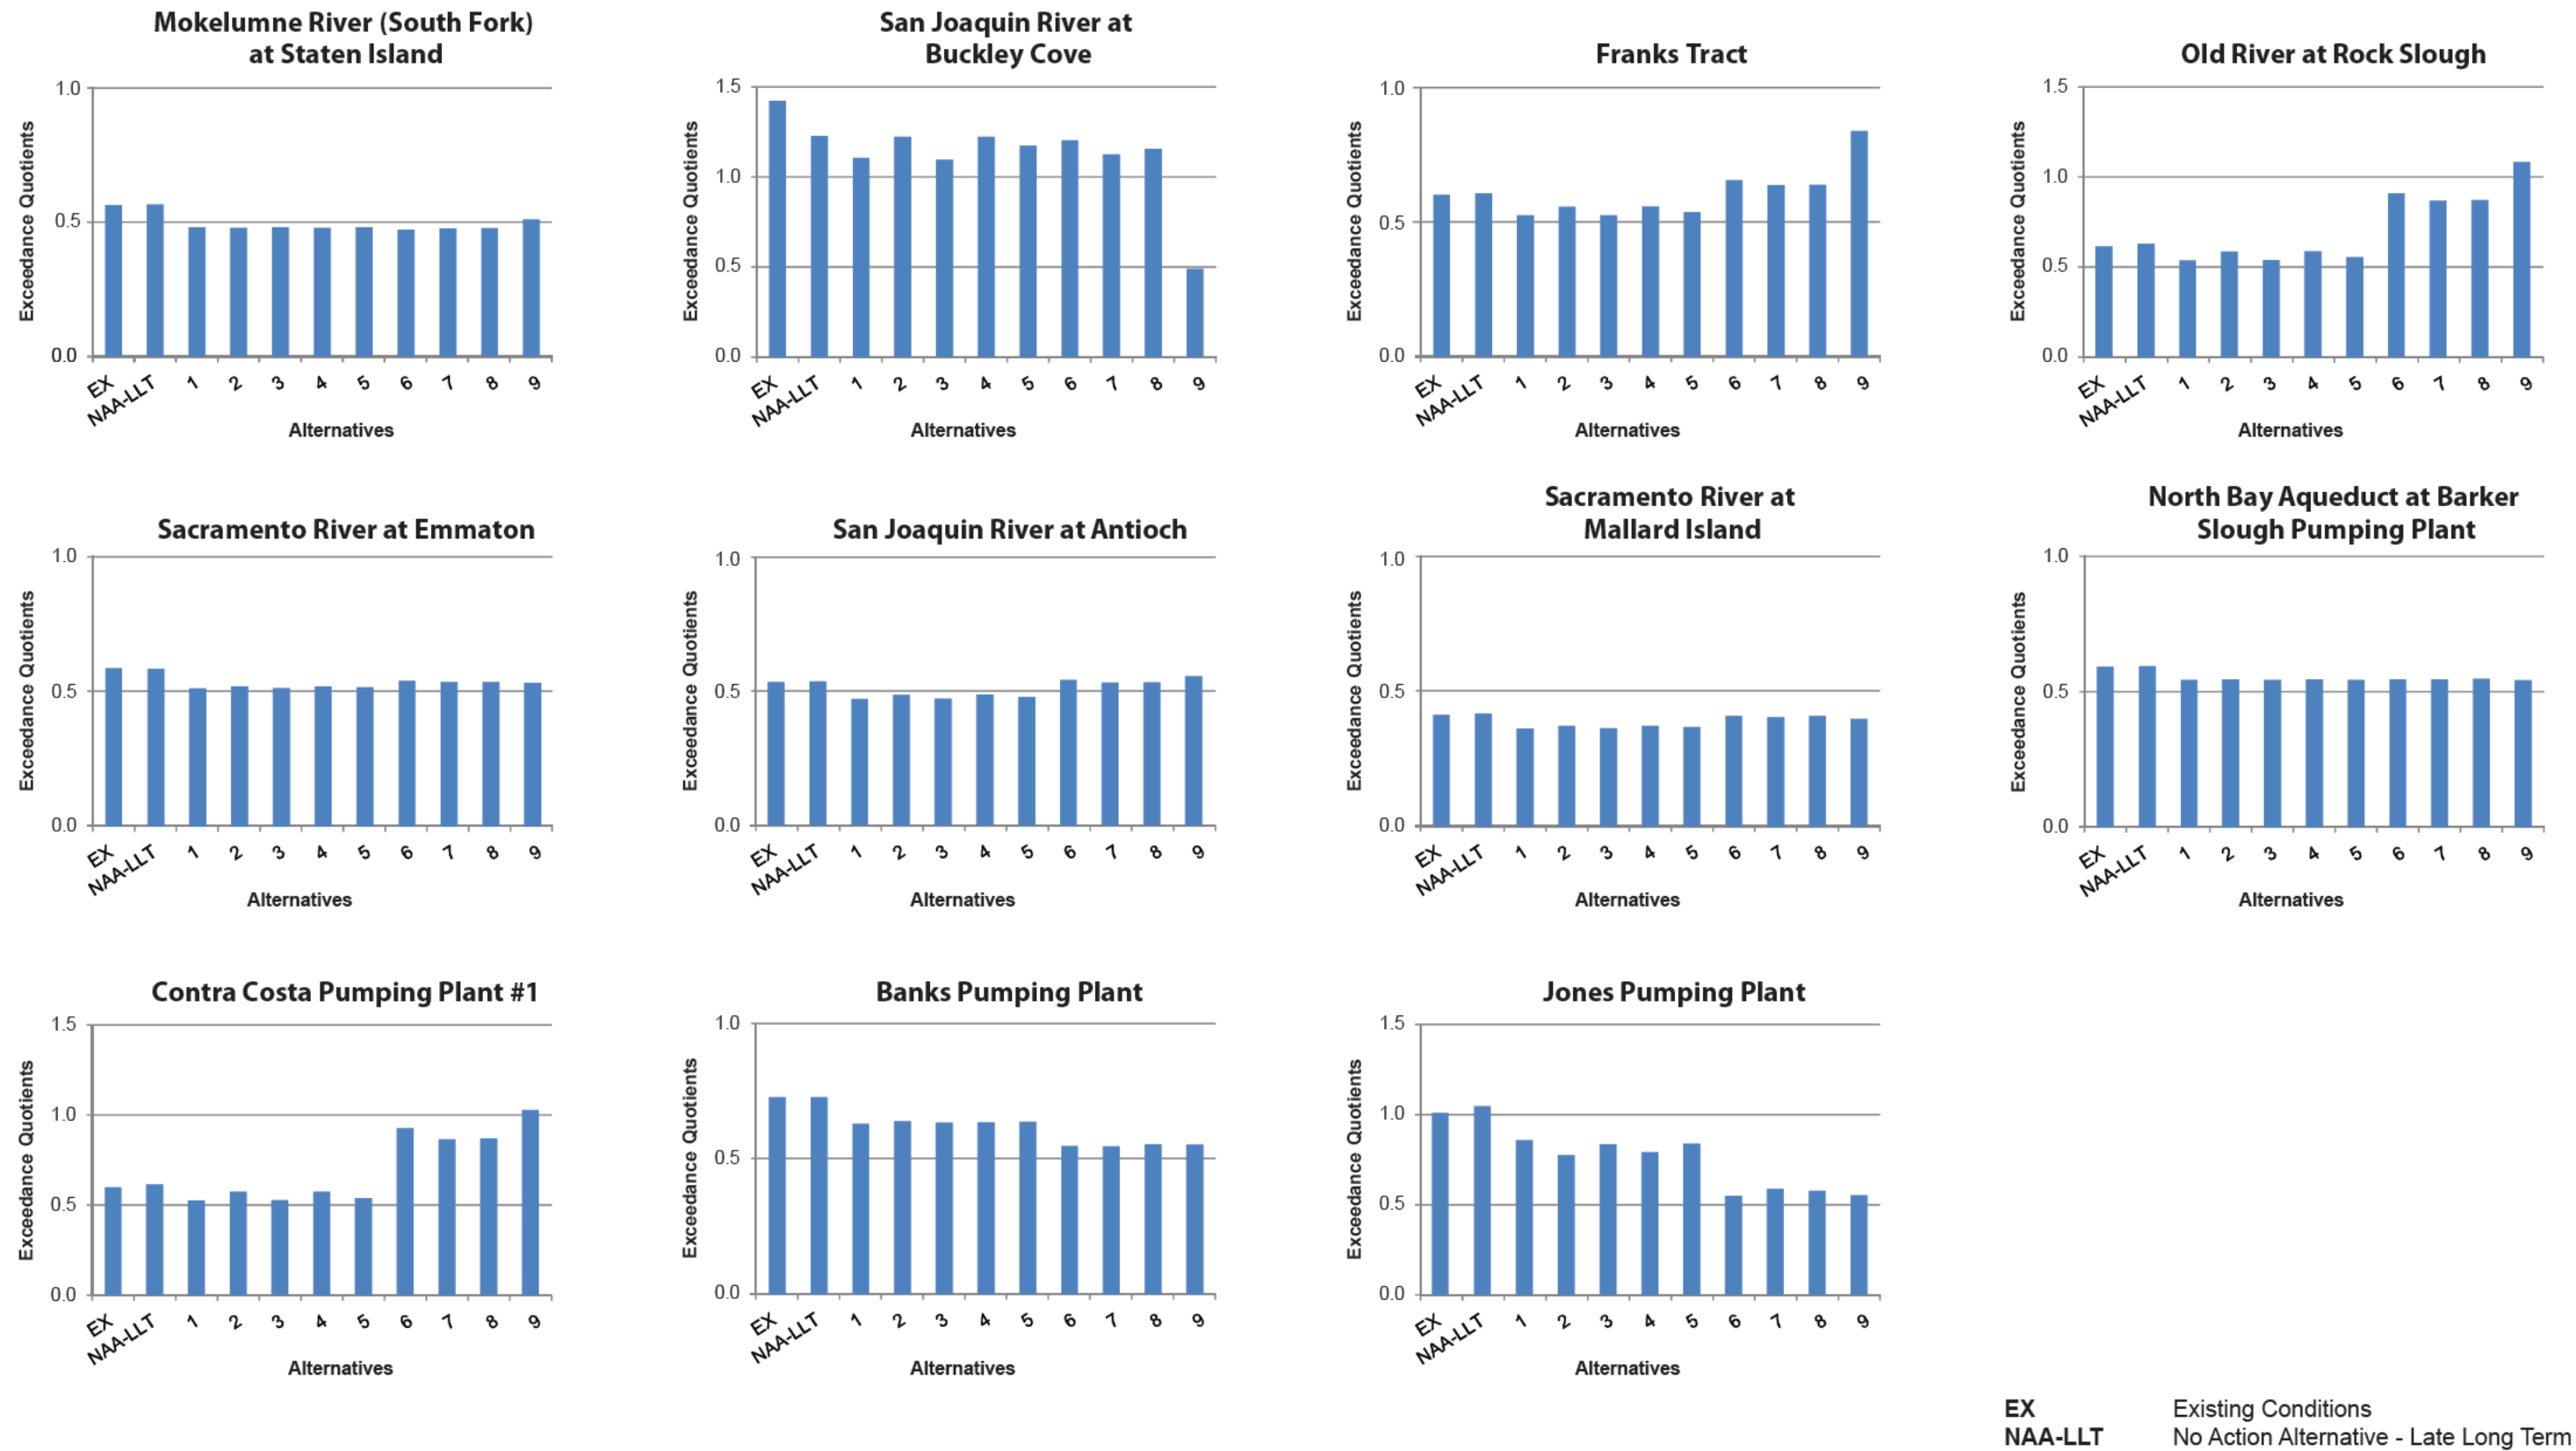 Mokelumne River (South Fork)
at Staten Island
1.0
0.5
0.0
Exceedance Quotients
EX NAA-LLT 1 2 3 4 5 6 7 8 9
Alternatives
San Joaquin River at
Buckley Cove
1.5
1.0
0.5
0.0
Exceedance Quotients
EX NAA-LLT 1 2 3 4 5 6 7 8 9
Alternatives
Franks Tract
1.0
0.5
0.0
Exceedance Quotients
EX NAA-LLT 1 2 3 4 5 6 7 8 9
Alternatives
Old River at Rock Slough
1.5
1.0
0.5
0.0
Exceedance Quotients
EX NAA-LLT 1 2 3 4 5 6 7 8 9
Alternatives
Sacramento River at Emmaton
1.0
0.5
0.0
Exceedance Quotients
EX NAA-LLT 1 2 3 4 5 6 7 8 9
Alternatives
San Joaquin River at Antioch
1.0
0.5
0.0
Exceedance Quotients
EX NAA-LLT 1 2 3 4 5 6 7 8 9
Alternatives
Sacramento River at
Mallard Island
1.0
0.5
0.0
Exceedance Quotients
EX NAA-LLT 1 2 3 4 5 6 7 8 9
Alternatives
North Bay Aqueduct at Barker
Slough Pumping Plant
1.0
0.5
0.0
Exceedance Quotients
EX NAA-LLT 1 2 3 4 5 6 7 8 9
Alternatives
Contra Costa Pumping Plant #1
1.5
1.0
0.5
0.0
Exceedance Quotients
EX NAA-LLT 1 2 3 4 5 6 7 8 9
Alternatives
Banks Pumping Plant
1.0
0.5
0.0
Exceedance Quotients
EX NAA-LLT 1 2 3 4 5 6 7 8 9
Alternatives
Jones Pumping Plant
1.5
1.0
0.5
0.0
Exceedance Quotients
EX NAA-LLT 1 2 3 4 5 6 7 8 9
Alternatives
EX Existing Conditions
NAA-LLT No Action Alternative - Late Long Term